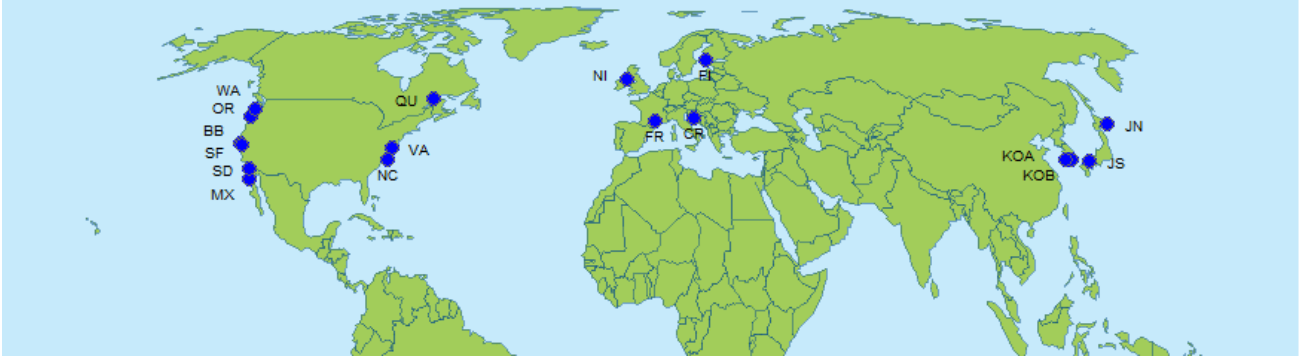 WA
OR
BB
SF
SD
MX
QU
VA
NC
NI
FI
FR
CR
KOA
KOB
JN
JS